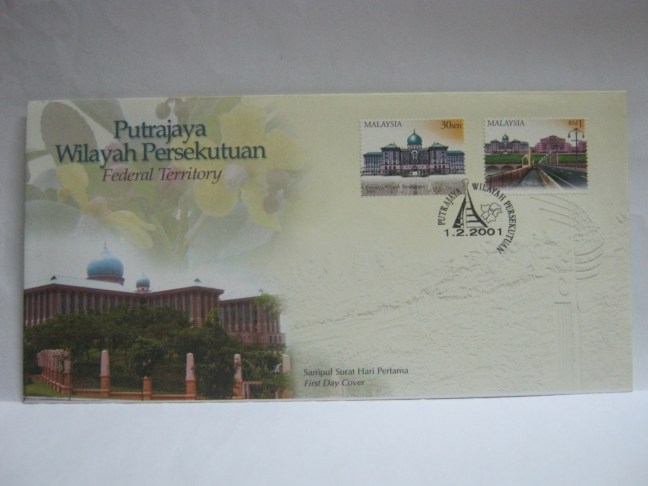 Putrajaya
Wilayah Persekutuan
Federal Territory
MALAYSIA 30sen
MALAYSIA RM1
PUTRAJAYA WILAYAH PERSEKUTUAN
1.2.2001
Sampul Surat Hari Pertama
First Day Cover